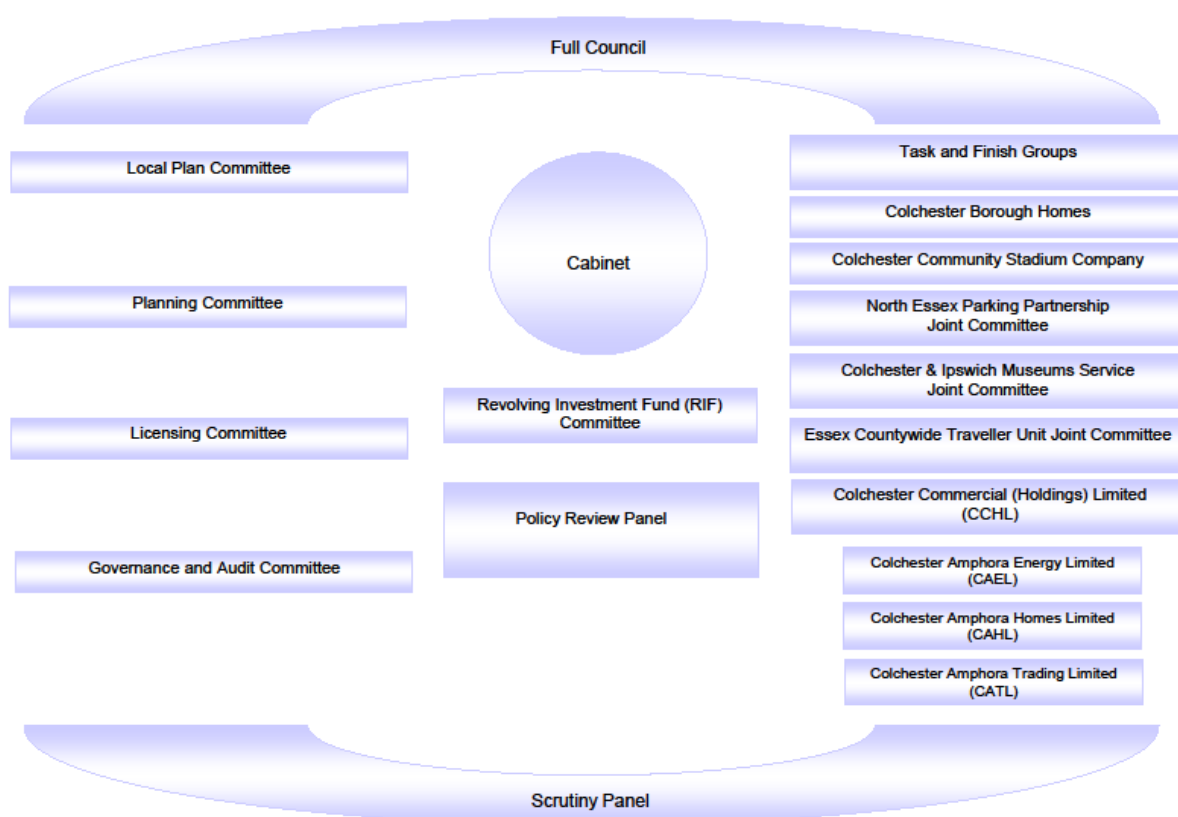 Full Council
Local Plan Committee
Planning Committee
Licensing Committee
Governance and Audit Committee
Cabinet
Revolving Investment Fund (RIF)
Committee
Policy Review Panel
Task and Finish Groups
Colchester Borough Homes
Colchester Community Stadium Company
North Essex Parking Partnership
Joint Committee
Colchester & Ipswich Museums Service
Joint Committee
Essex Countywide Traveller Unit Joint Committee
Colchester Commercial (Holdings) Limited
(CCHL)
Colchester Amphora Energy Limited
(CAEL)
Colchester Amphora Homes Limited
(CAHL)
Colchester Amphora Trading Limited
(CATL)
Scrutiny Panel